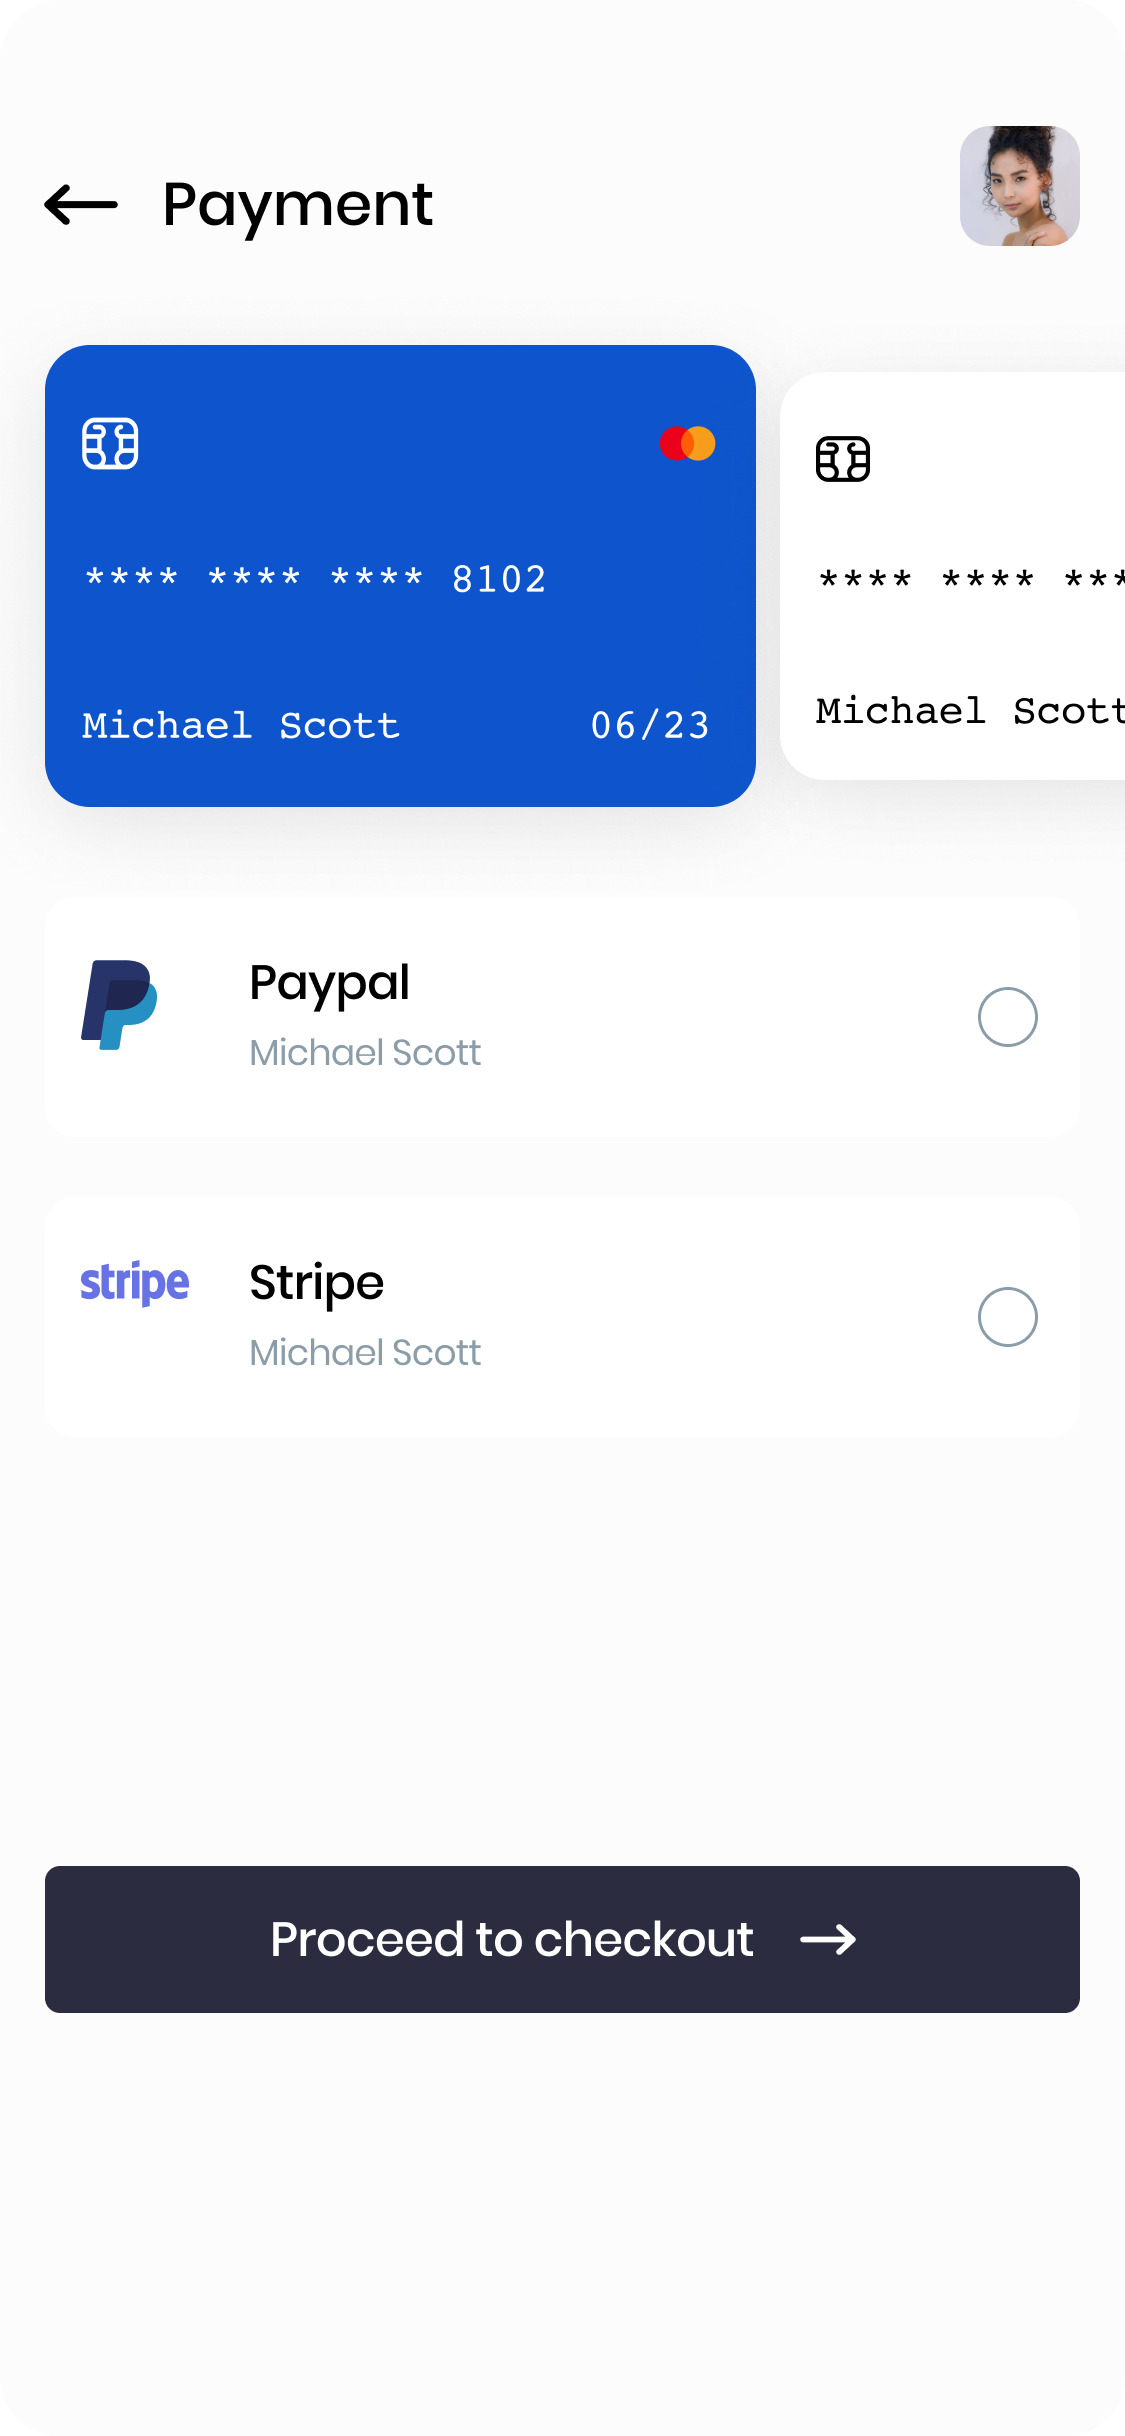 Payment
**** **** **** 8102
Michael Scott 06/23
**** **** ***
Michael Scott
Paypal
Michael Scott
stripe
Stripe
Michael Scott
Proceed to checkout